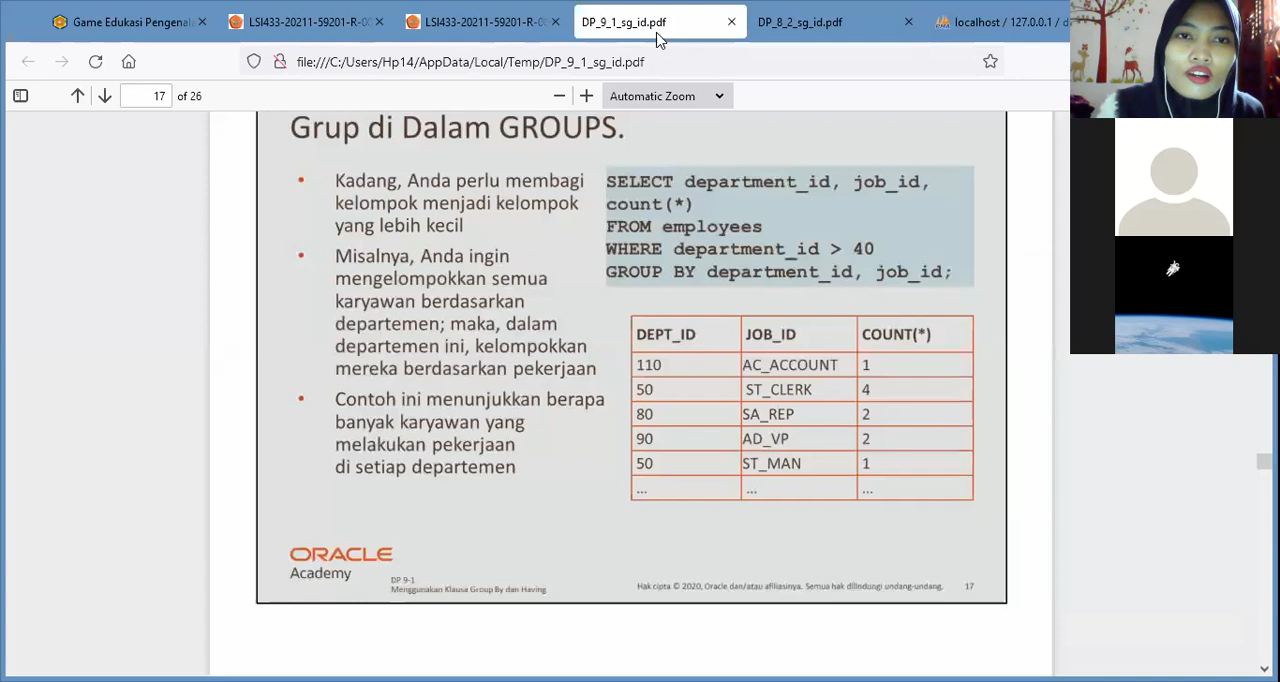 Game Edukasi Pengenal
LSI433-20211-59201-R-0
LSI433-20211-59201-R-0
DP_9_1_sg_id.pdf
DP_8_2_sg_id.pdf
localhost / 127.0.0.1 / d
file:///C:/Users/Hp14/AppData/Local/Temp/DP_9_1_sg_id.pdf
17 of 26
Automatic Zoom
Grup di Dalam GROUPS.
• Kadang, Anda perlu membagi
kelompok menjadi kelompok
yang lebih kecil
• Misalnya, Anda ingin
mengelompokkan semua
karyawan berdasarkan
departemen; maka, dalam
departemen ini, kelompokkan
mereka berdasarkan pekerjaan
• Contoh ini menunjukkan berapa
banyak karyawan yang
melakukan pekerjaan
di setiap departemen
SELECT department_id, job_id,
count(*)
FROM employees
WHERE department_id > 40
GROUP BY department_id, job_id;
DEPT_ID JOB_ID COUNT(*)
110 AC_ACCOUNT 1
50 ST_CLERK 4
80 SA_REP 2
90 AD_VP 2
50 ST_MAN 1
... ... ...
ORACLE
Academy
DP 9-1
Menggunakan Klausa Group By dan Having
Hak cipta © 2020, Oracle dan/atau afiliasinya. Semua hak dilindungi undang-undang.
17